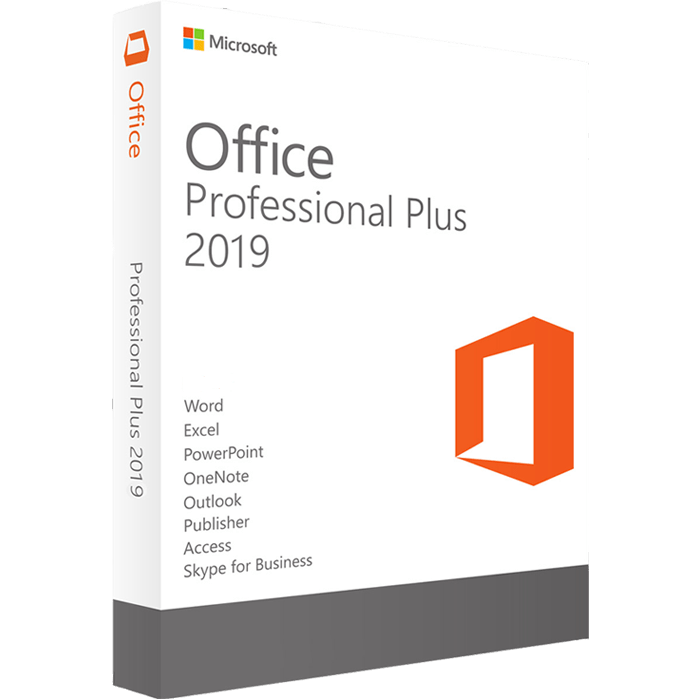 Office
Professional Plus 2019
Microsoft
Office
Professional Plus
2019
Word
Excel
PowerPoint
OneNote
Outlook
Publisher
Access
Skype for Business